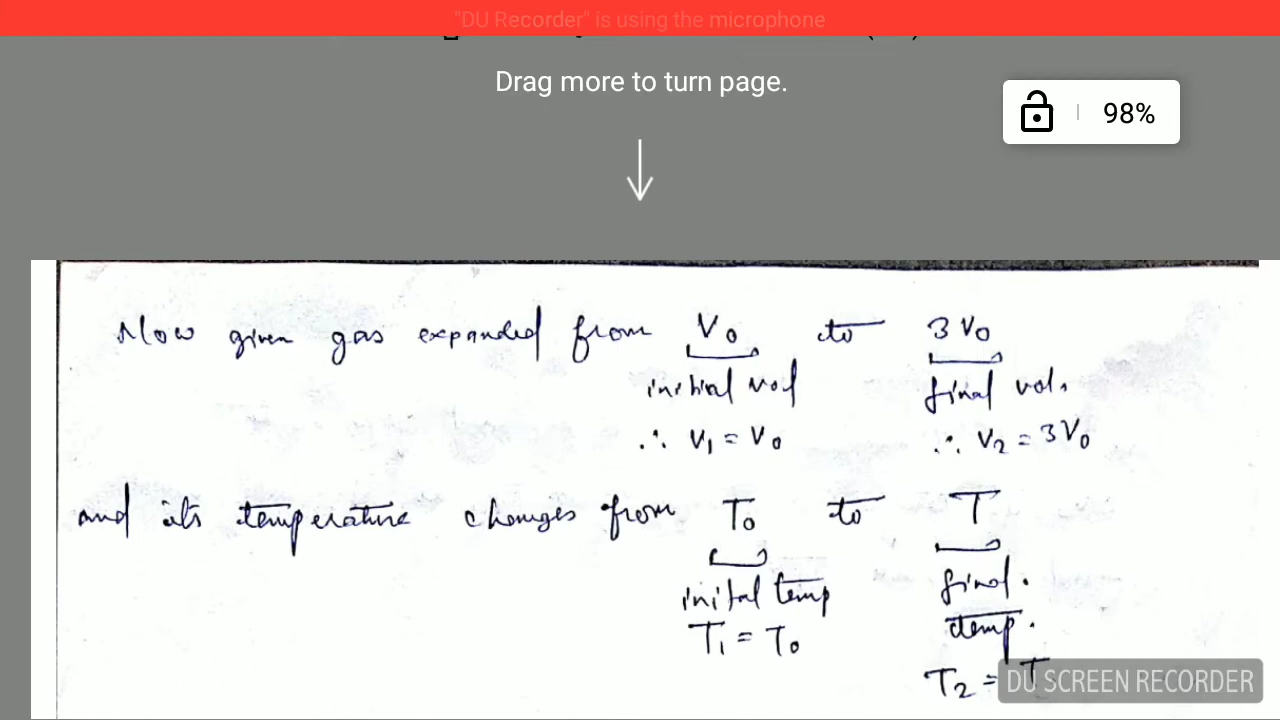 "DU Recorder" is using the microphone
Drag more to turn page.
98%
Now given gas expanded from V₀ to 3V₀
initial vol final vol.
∴ V₁ = V₀ ∴ V₂ = 3V₀
and its temperature changes from T₀ to T
inital temp final.
temp.
T₁ = T₀
T₂ = T
DU SCREEN RECORDER